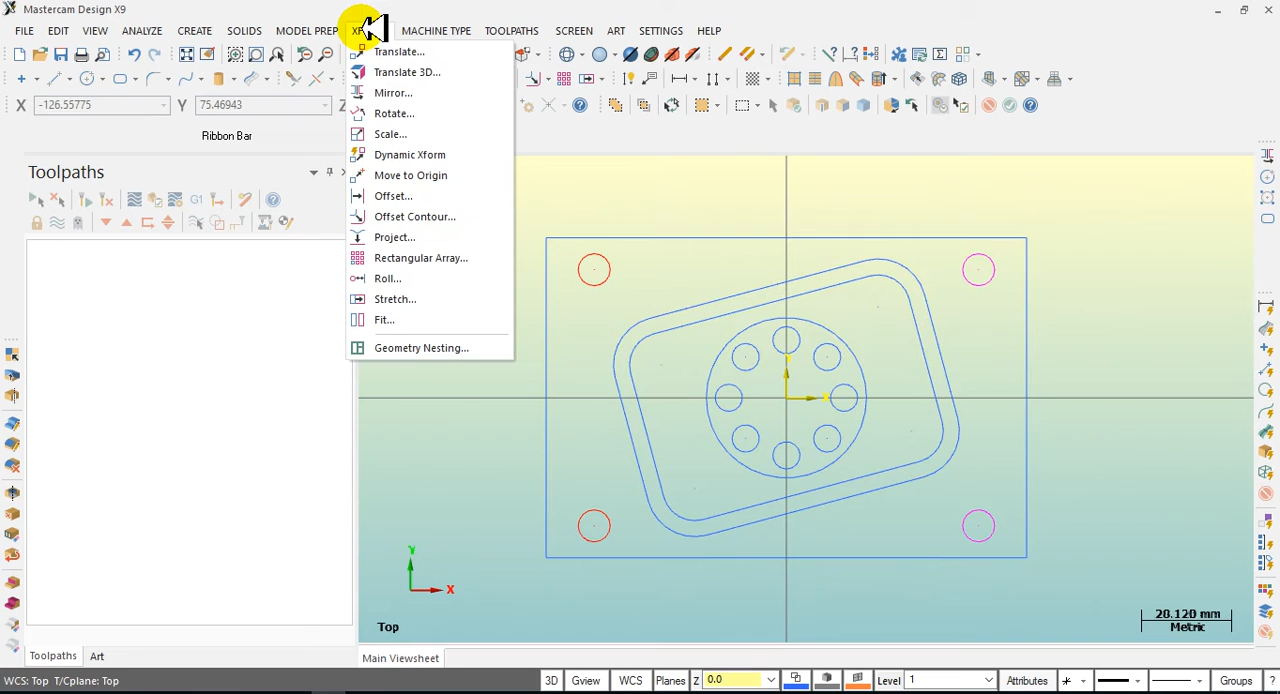 Mastercam Design X9
FILE EDIT VIEW ANALYZE CREATE SOLIDS MODEL PREP MACHINE TYPE TOOLPATHS SCREEN ART SETTINGS HELP
X -126.55775 Y 75.46943 Z
Ribbon Bar
Toolpaths
G1
Translate...
Translate 3D...
Mirror...
Rotate...
Scale...
Dynamic Xform
Move to Origin
Offset...
Offset Contour...
Project...
Rectangular Array...
Roll...
Stretch...
Fit...
Geometry Nesting...
Y
X
Top
28.120 mm
Metric
Toolpaths Art
Main Viewsheet
WCS: Top T/Cplane: Top 3D Gview WCS Planes Z 0.0 Level 1 Attributes Groups ?